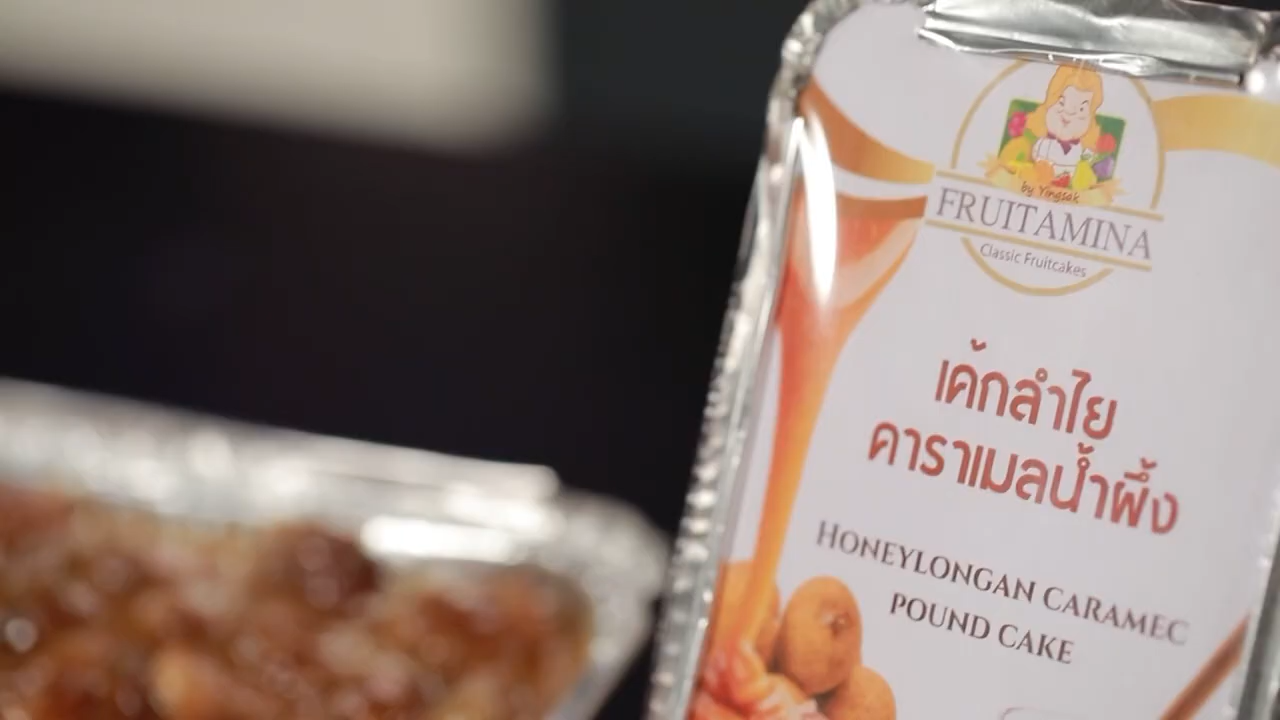 by Yingsak
FRUITAMINA
Classic Fruitcakes
เค้กลำไย
คาราเมลน้ำผึ้ง
HONEYLONGAN CARAMEC
POUND CAKE